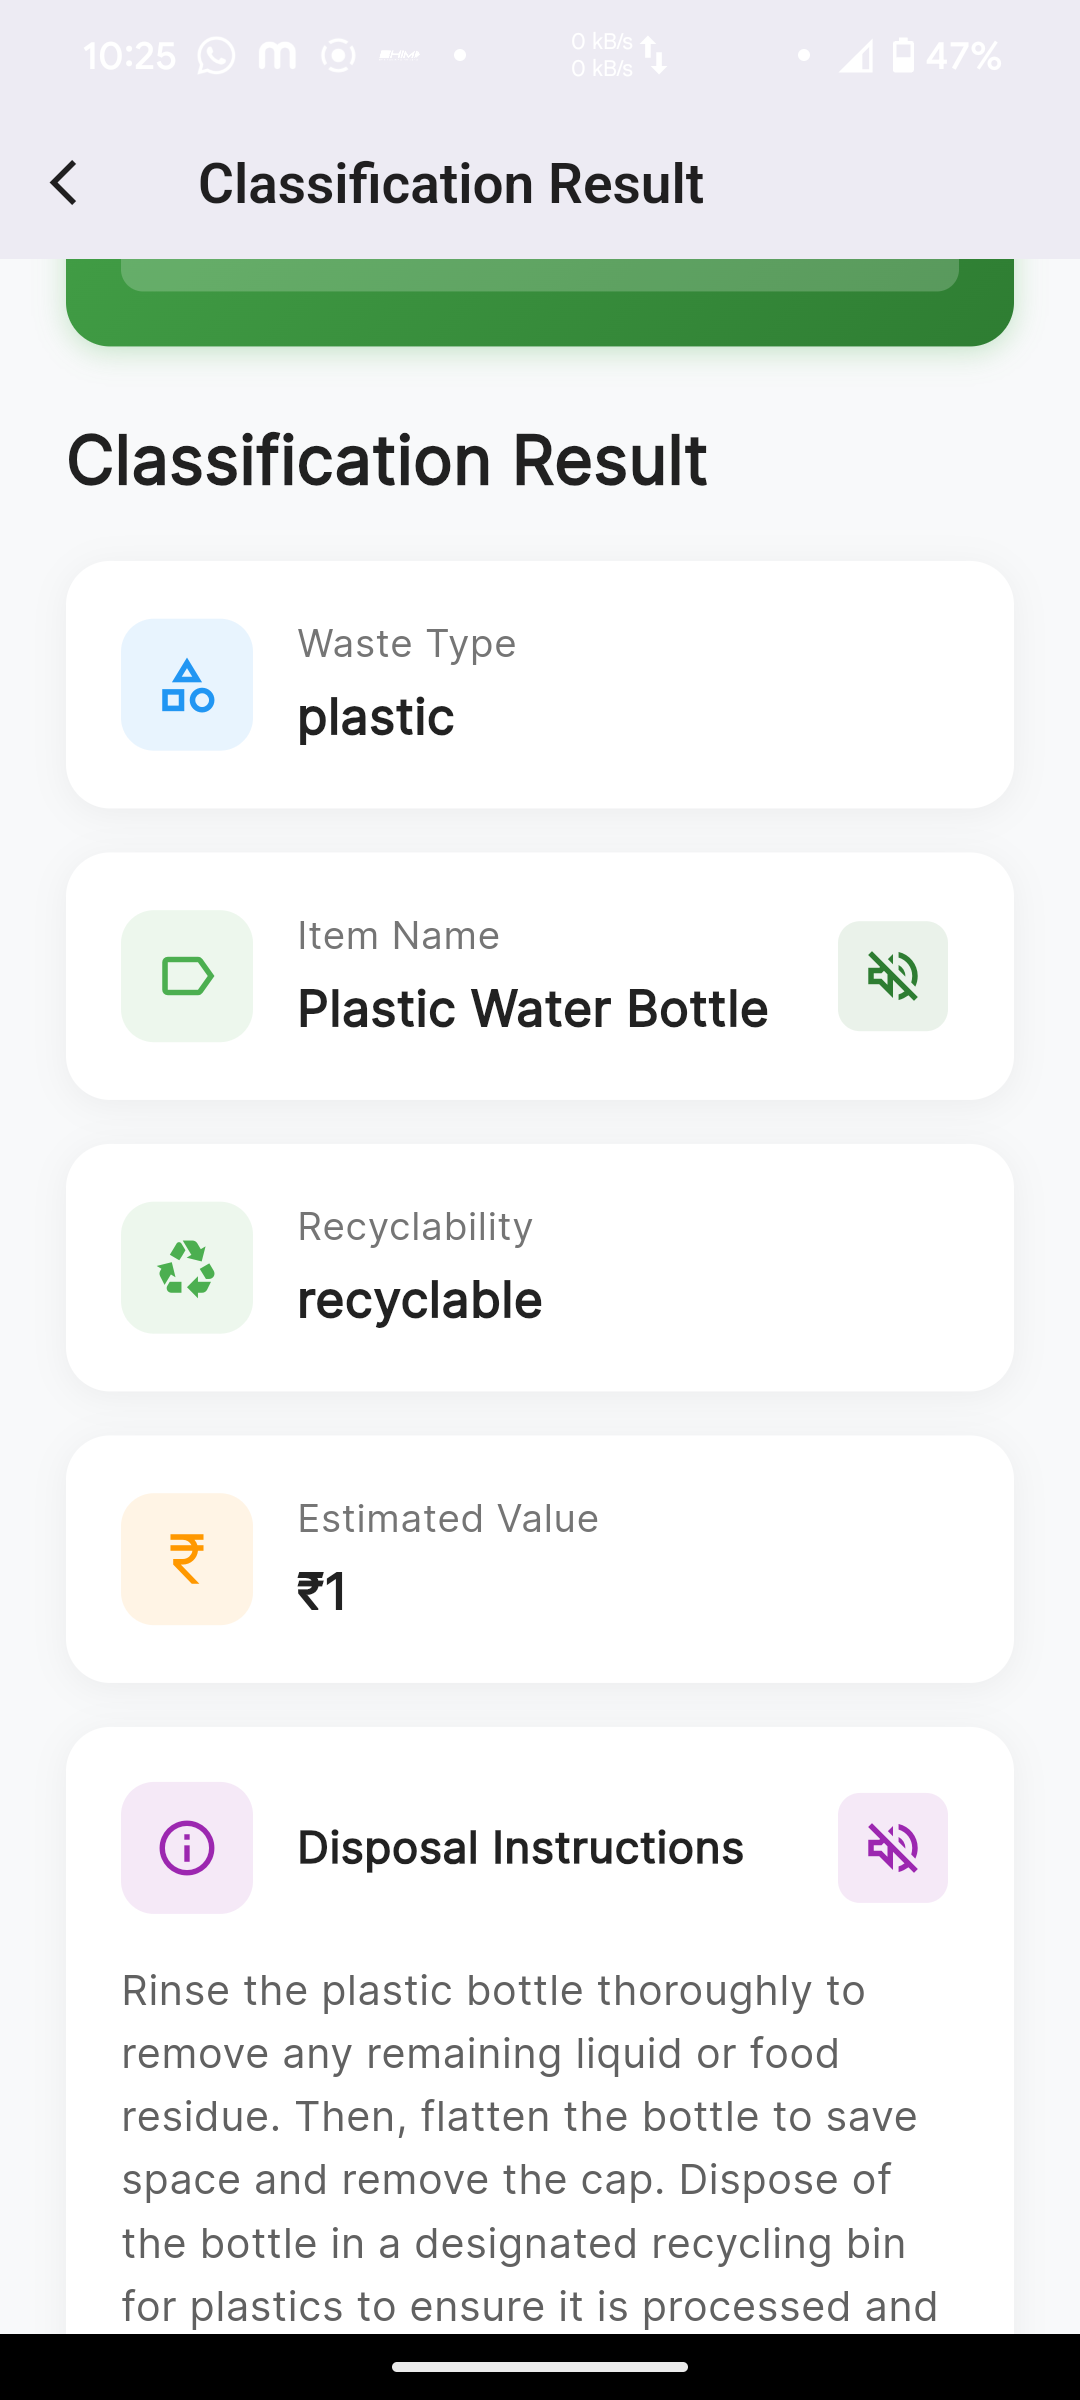 10:25
0 kB/s
0 kB/s
47%
Classification Result
Classification Result
Waste Type
plastic
Item Name
Plastic Water Bottle
Recyclability
recyclable
Estimated Value
₹1
Disposal Instructions
Rinse the plastic bottle thoroughly to
remove any remaining liquid or food
residue. Then, flatten the bottle to save
space and remove the cap. Dispose of
the bottle in a designated recycling bin
for plastics to ensure it is processed and